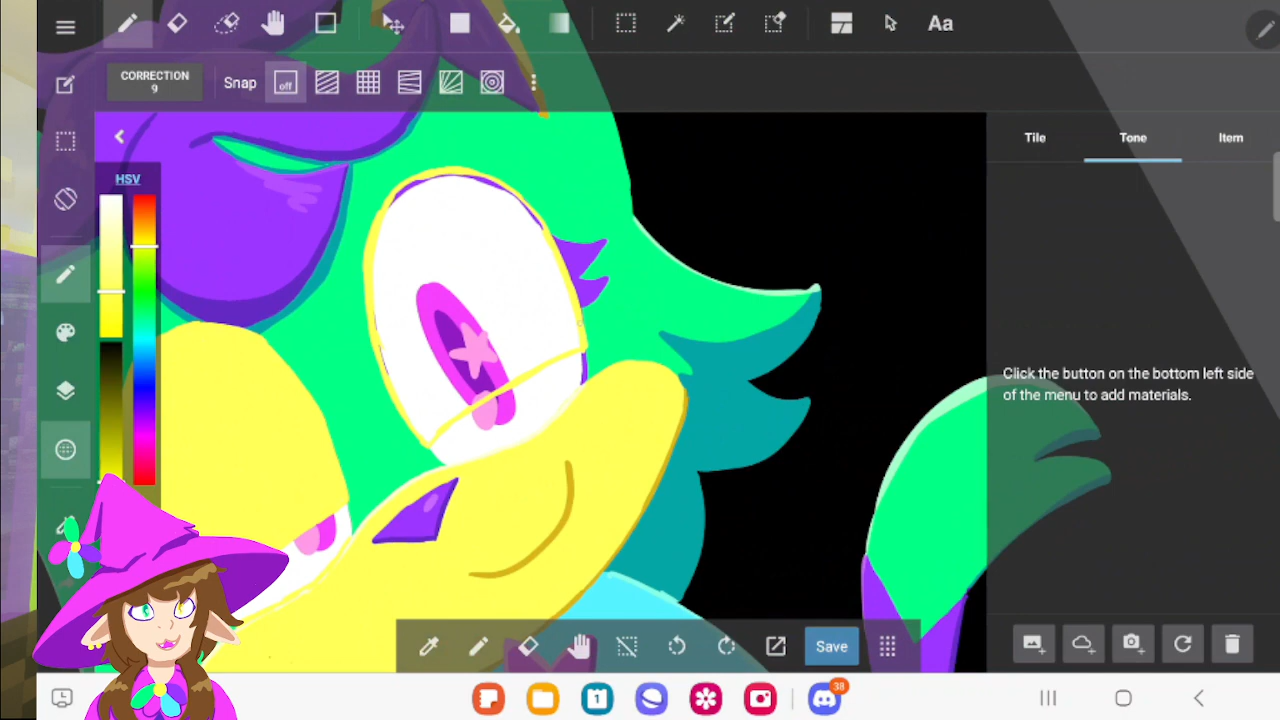 Aa
CORRECTION
9
Snap
off
HSV
Tile
Tone
Item
Click the button on the bottom left side
of the menu to add materials.
Save
1
38